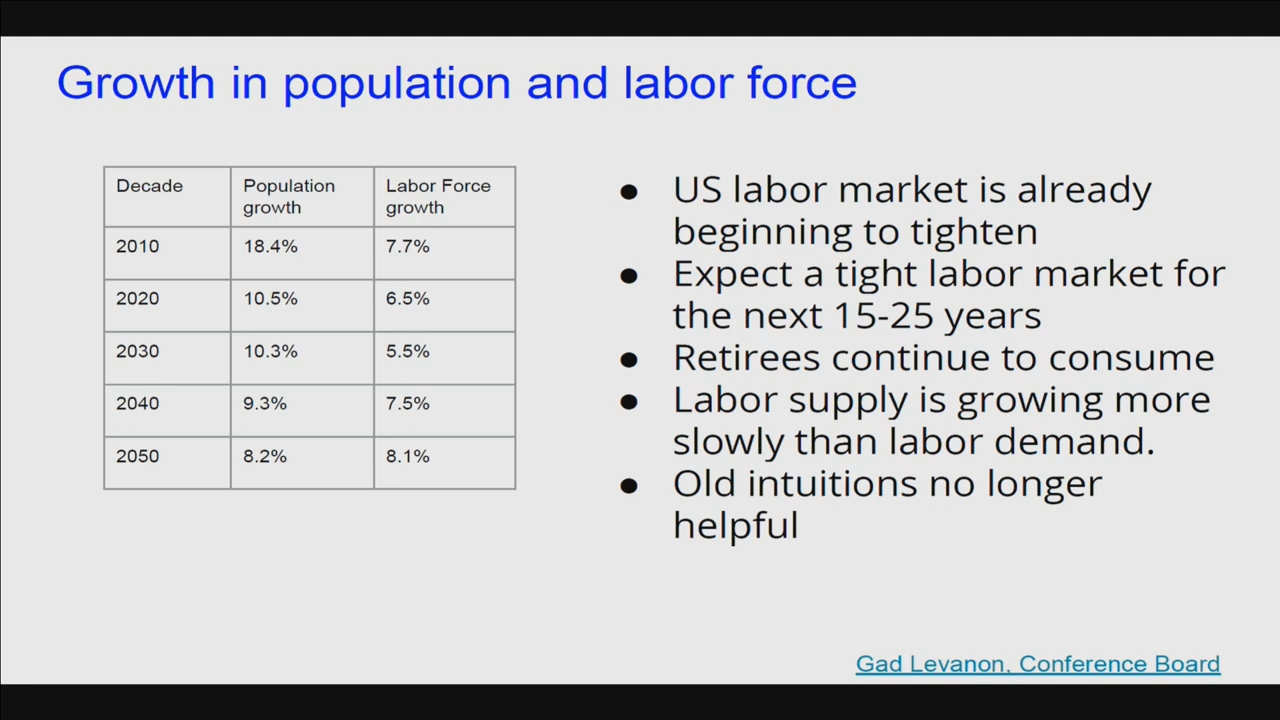 Growth in population and labor force
Decade Population growth Labor Force growth
2010 18.4% 7.7%
2020 10.5% 6.5%
2030 10.3% 5.5%
2040 9.3% 7.5%
2050 8.2% 8.1%
● US labor market is already
beginning to tighten
● Expect a tight labor market for
the next 15-25 years
● Retirees continue to consume
● Labor supply is growing more
slowly than labor demand.
● Old intuitions no longer
helpful
Gad Levanon, Conference Board